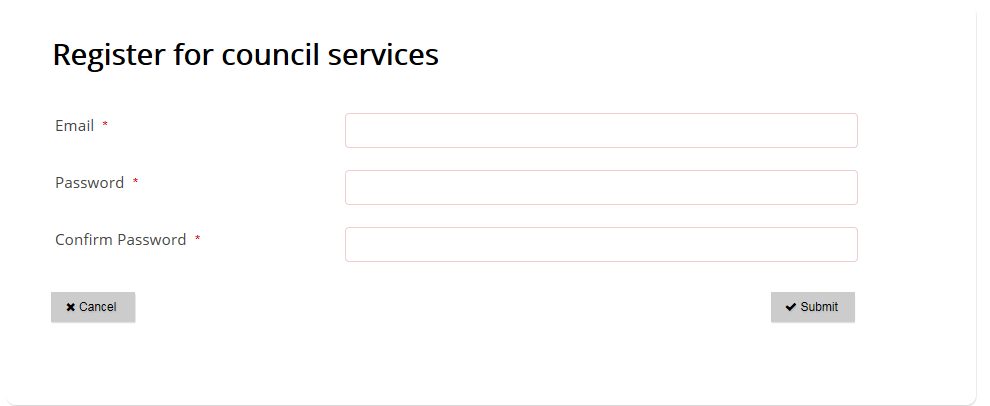 Register for council services
Email *
Password *
Confirm Password *
✖ Cancel
✔ Submit